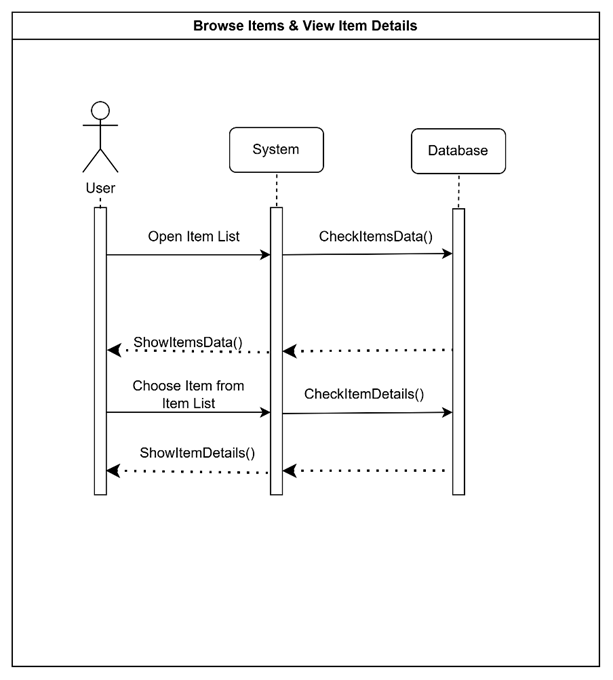 Browse Items & View Item Details
System
Database
User
Open Item List
CheckItemsData()
ShowItemsData()
Choose Item from
Item List
CheckItemDetails()
ShowItemDetails()